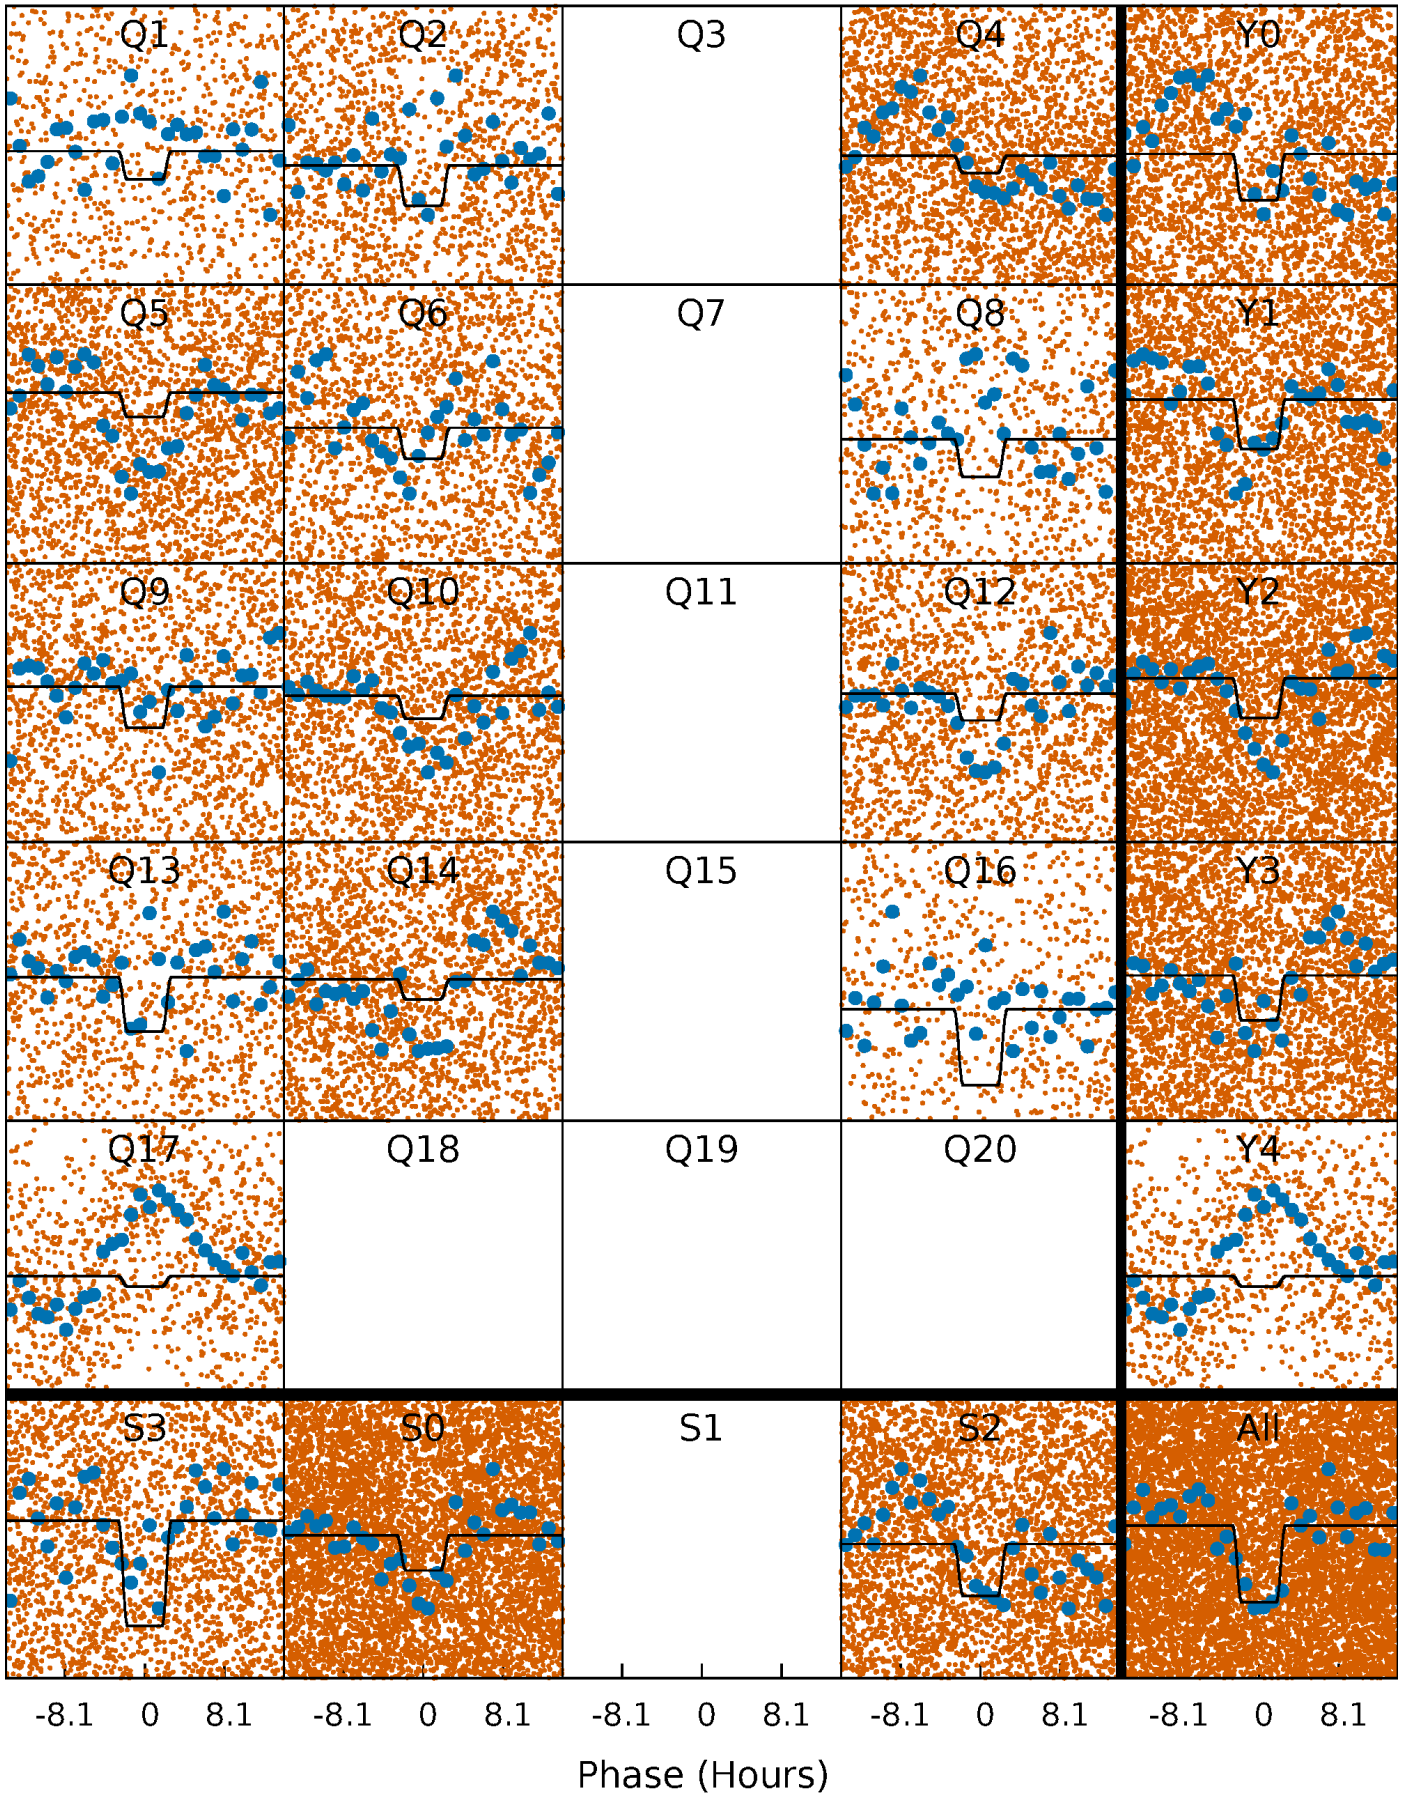 Q1 Q2 Q3 Q4 Y0
Q5 Q6 Q7 Q8 Y1
Q9 Q10 Q11 Q12 Y2
Q13 Q14 Q15 Q16 Y3
Q17 Q18 Q19 Q20 Y4
S3 S0 S1 S2 All
-8.1 0 8.1 -8.1 0 8.1 -8.1 0 8.1 -8.1 0 8.1 -8.1 0 8.1
Phase (Hours)